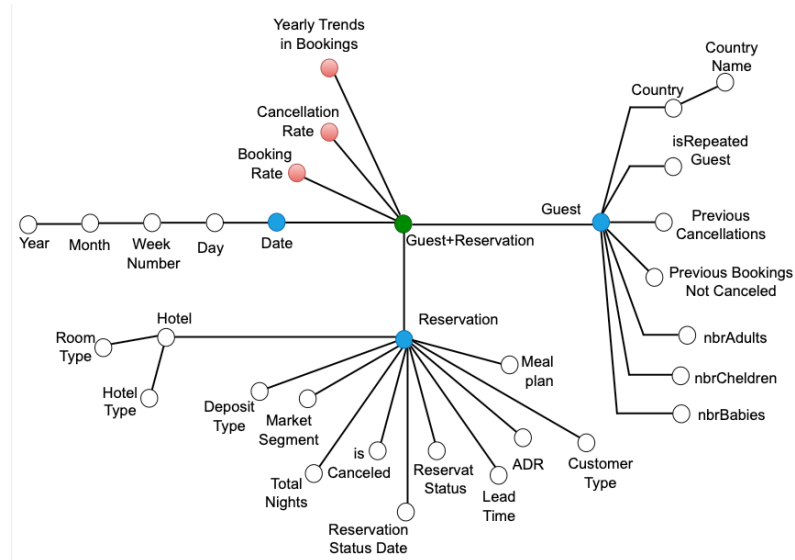 Yearly Trends
in Bookings
Cancellation
Rate
Booking
Rate
Country
Name
Country
isRepeated
Guest
Guest
Previous
Cancellations
Year
Month
Week
Number
Day
Date
Guest+Reservation
Previous Bookings
Not Canceled
nbrAdults
nbrCheldren
nbrBabies
Reservation
Hotel
Room
Type
Hotel
Type
Deposit
Type
Market
Segment
Total
Nights
is
Canceled
Reservation
Status Date
Reservat
Status
Lead
Time
ADR
Customer
Type
Meal
plan